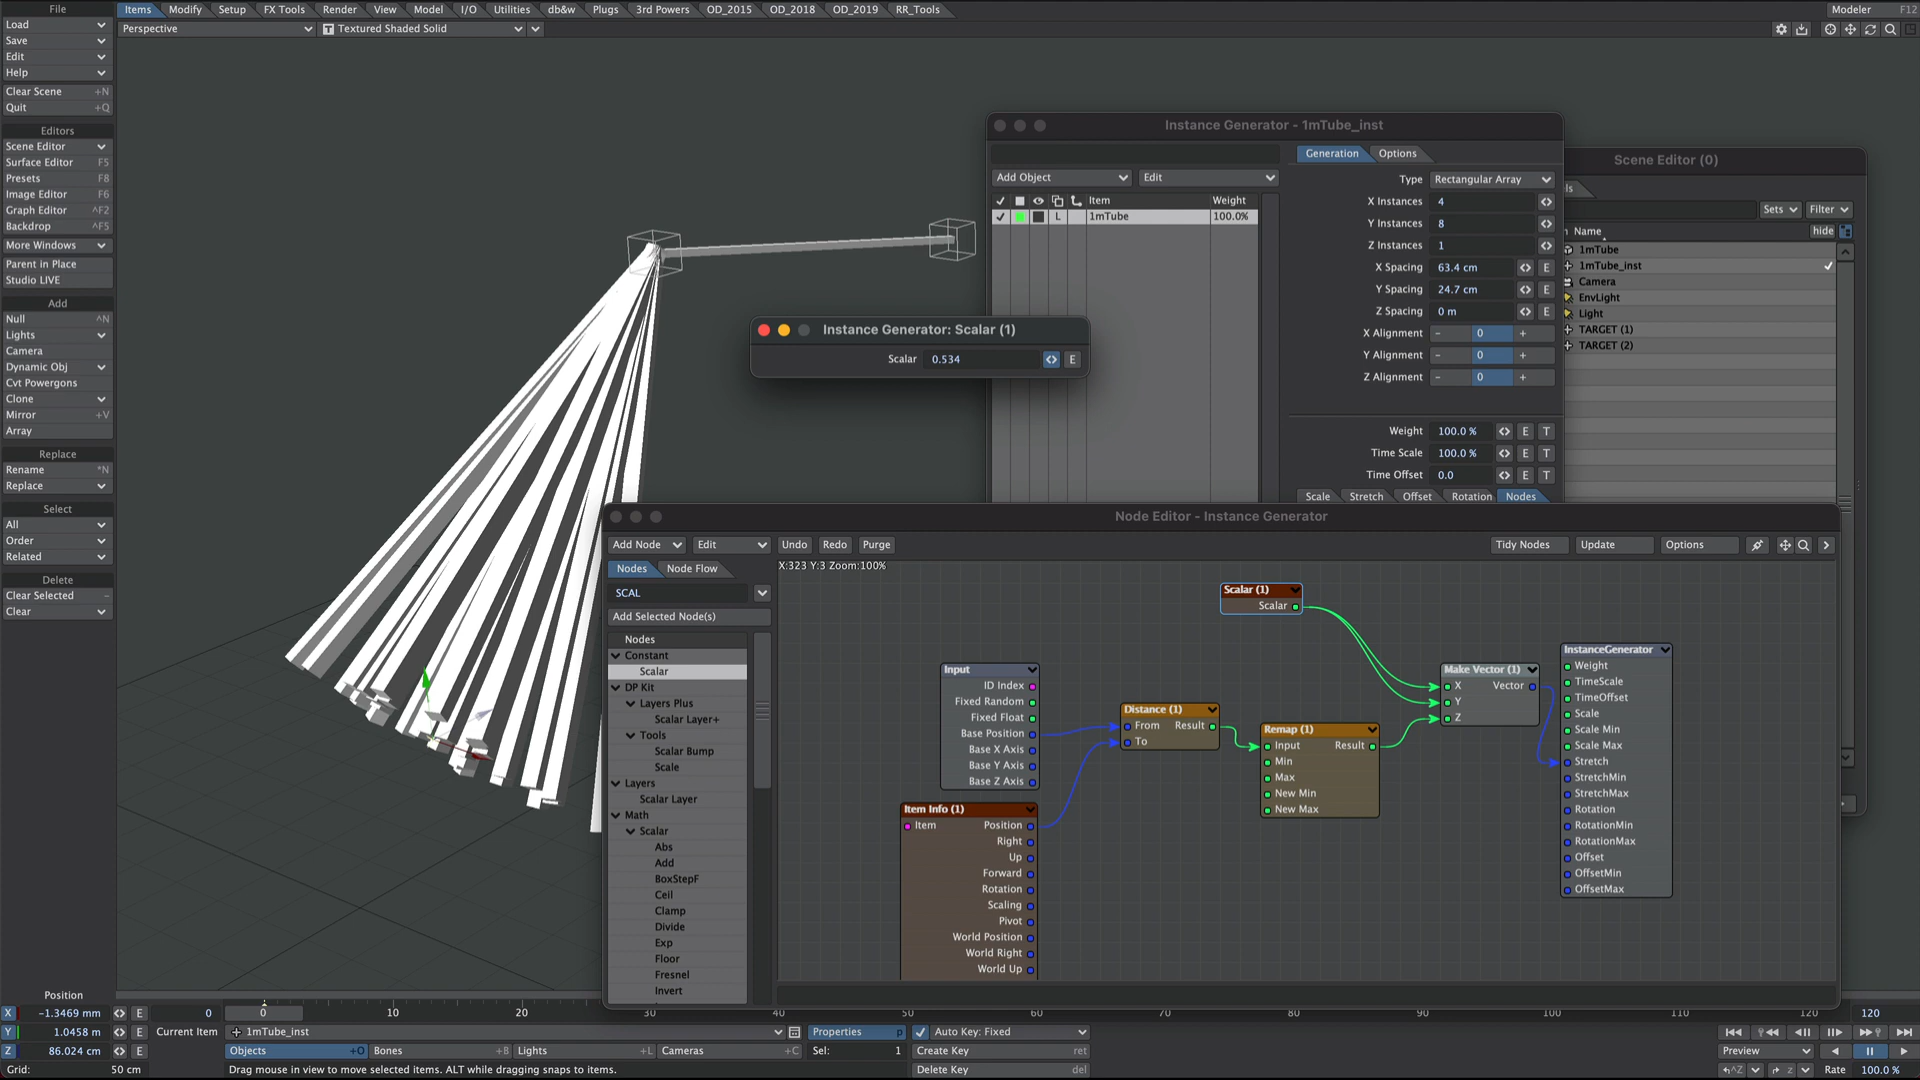 File
Items
Modify
Setup
FX Tools
Render
View
Model
I/O
Utilities
db&w
Plugs
3rd Powers
OD_2015
OD_2018
OD_2019
RR_Tools
Modeler F12
Load
Save
Edit
Help
Clear Scene +N
Quit +Q
Editors
Scene Editor
Surface Editor F5
Presets F8
Image Editor F6
Graph Editor ^F2
Backdrop ^F5
More Windows
Parent in Place
Studio LIVE
Add
Null ^N
Lights
Camera
Dynamic Obj
Cvt Powergons
Clone
Mirror +V
Array
Replace
Rename *N
Replace
Select
All
Order
Related
Delete
Clear Selected –
Clear
Perspective
T Textured Shaded Solid
Instance Generator - 1mTube_inst
Add Object
Edit
Item Weight
L 1mTube 100.0%
Generation
Options
Type Rectangular Array
X Instances 4
Y Instances 8
Z Instances 1
X Spacing 63.4 cm E
Y Spacing 24.7 cm E
Z Spacing 0 m E
X Alignment – 0 +
Y Alignment – 0 +
Z Alignment – 0 +
Weight 100.0 % E T
Time Scale 100.0 % E T
Time Offset 0.0 E T
Scale
Stretch
Offset
Rotation
Nodes
Scene Editor (0)
ls
Sets
Filter
Name hide
1mTube
1mTube_inst
Camera
EnvLight
Light
TARGET (1)
TARGET (2)
Instance Generator: Scalar (1)
Scalar 0.534 E
Node Editor - Instance Generator
Add Node
Edit
Undo
Redo
Purge
Tidy Nodes
Update
Options
Nodes
Node Flow
X:323 Y:3 Zoom:100%
SCAL
Add Selected Node(s)
Nodes
Constant
Scalar
DP Kit
Layers Plus
Scalar Layer+
Tools
Scalar Bump
Scale
Layers
Scalar Layer
Math
Scalar
Abs
Add
BoxStepF
Ceil
Clamp
Divide
Exp
Floor
Fresnel
Invert
Scalar (1)
Scalar
Input
ID Index
Fixed Random
Fixed Float
Base Position
Base X Axis
Base Y Axis
Base Z Axis
Item Info (1)
Item Position
Right
Up
Forward
Rotation
Scaling
Pivot
World Position
World Right
World Up
Distance (1)
From Result
To
Remap (1)
Input Result
Min
Max
New Min
New Max
Make Vector (1)
X Vector
Y
Z
InstanceGenerator
Weight
TimeScale
TimeOffset
Scale
Scale Min
Scale Max
Stretch
StretchMin
StretchMax
Rotation
RotationMin
RotationMax
Offset
OffsetMin
OffsetMax
Position
X -1.3469 mm E
Y 1.0458 m E
Z 86.024 cm E
Grid: 50 cm
0 0 10 20 30 40 50 60 70 80 90 100 110 120 120
Current Item 1mTube_inst
Properties p
Auto Key: Fixed
Objects +O
Bones +B
Lights +L
Cameras +C
Sel: 1
Create Key ret
Preview
Drag mouse in view to move selected items. ALT while dragging snaps to items.
Delete Key del
^Z
z
Rate 100.0 %